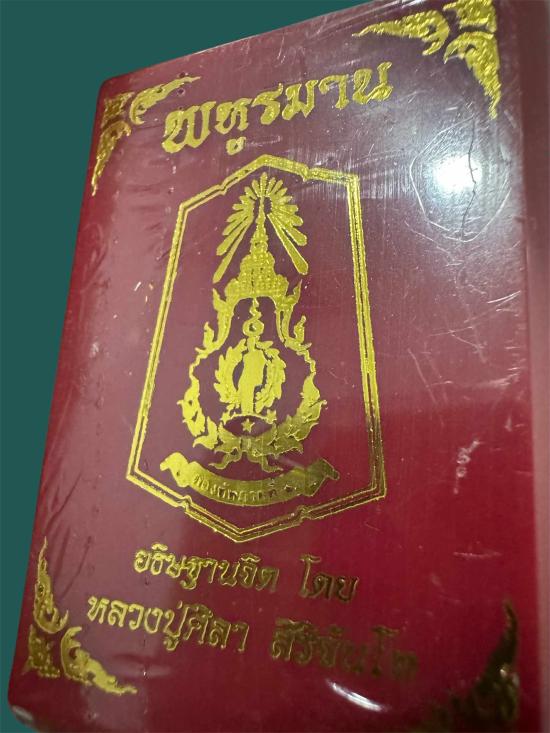 พหูรมาน
อธิษฐานจิต โดย
หลวงปู่ศิลา สิริจันโท